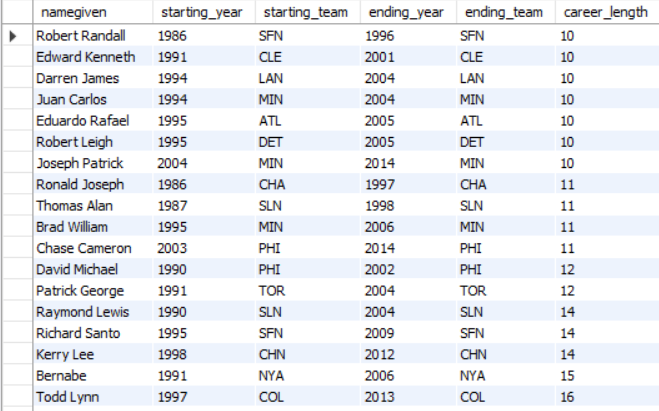 namegiven starting_year starting_team ending_year ending_team career_length
Robert Randall 1986 SFN 1996 SFN 10
Edward Kenneth 1991 CLE 2001 CLE 10
Darren James 1994 LAN 2004 LAN 10
Juan Carlos 1994 MIN 2004 MIN 10
Eduardo Rafael 1995 ATL 2005 ATL 10
Robert Leigh 1995 DET 2005 DET 10
Joseph Patrick 2004 MIN 2014 MIN 10
Ronald Joseph 1986 CHA 1997 CHA 11
Thomas Alan 1987 SLN 1998 SLN 11
Brad William 1995 MIN 2006 MIN 11
Chase Cameron 2003 PHI 2014 PHI 11
David Michael 1990 PHI 2002 PHI 12
Patrick George 1991 TOR 2004 TOR 12
Raymond Lewis 1990 SLN 2004 SLN 14
Richard Santo 1995 SFN 2009 SFN 14
Kerry Lee 1998 CHN 2012 CHN 14
Bernabe 1991 NYA 2006 NYA 15
Todd Lynn 1997 COL 2013 COL 16